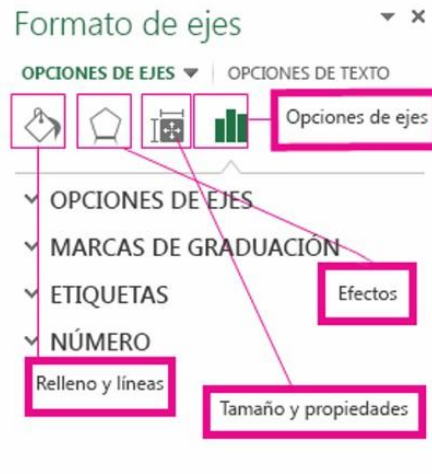 Formato de ejes
OPCIONES DE EJES
OPCIONES DE TEXTO
Opciones de ejes
OPCIONES DE EJES
MARCAS DE GRADUACIÓN
ETIQUETAS
Efectos
NÚMERO
Relleno y líneas
Tamaño y propiedades